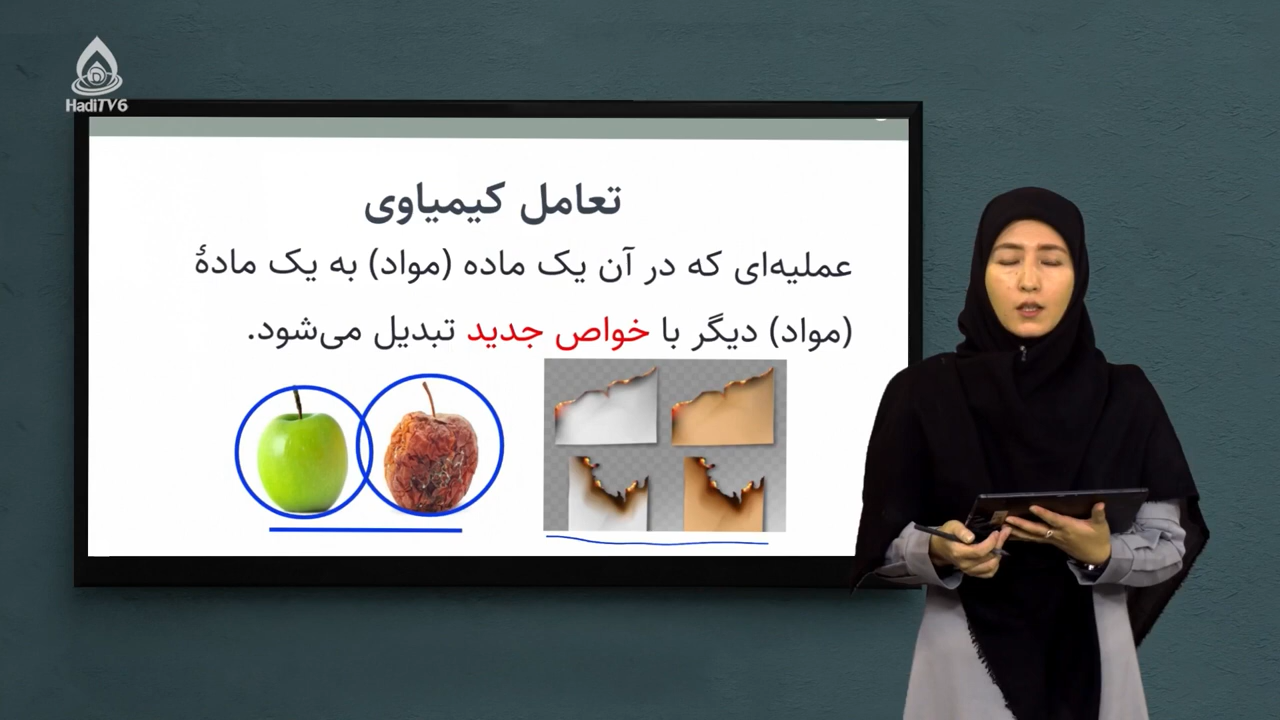 HadiTV6
تعامل کیمیاوی
عملیه‌ای که در آن یک ماده (مواد) به یک مادهٔ
(مواد) دیگر با خواص جدید تبدیل می‌شود.